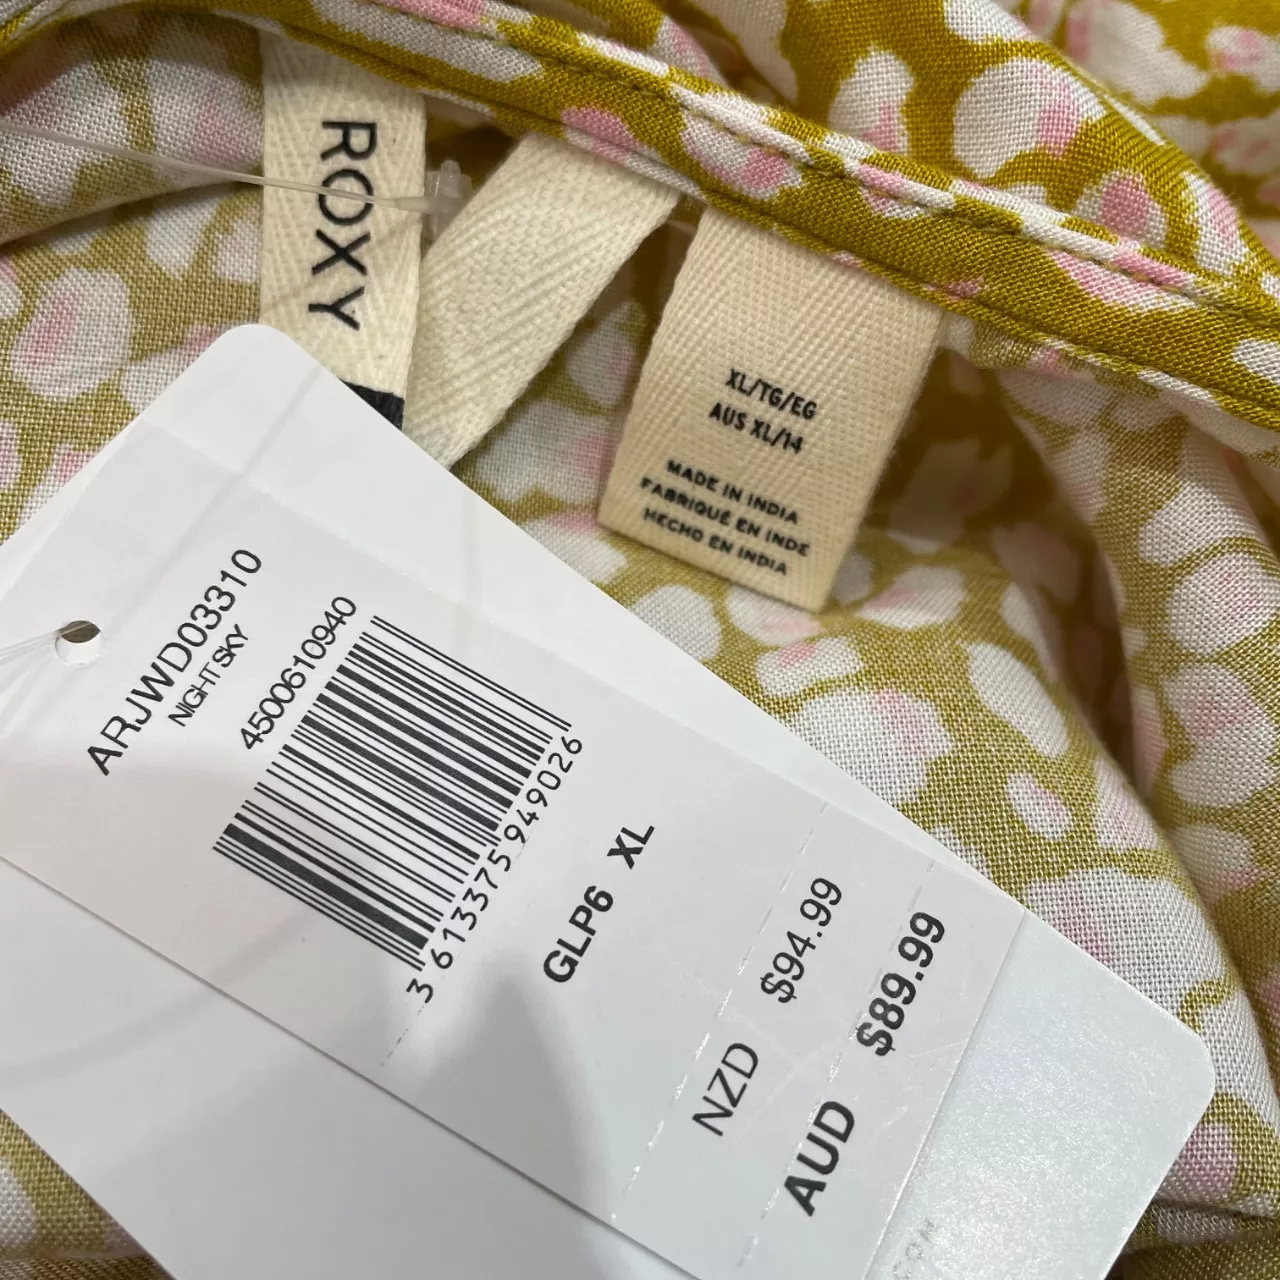 ROXY
XL/TG/EG
AUS XL/14
MADE IN INDIA
FABRIQUÉ EN INDE
HECHO EN INDIA
ARJWD03310
NIGHT SKY
4500610940
3 613375 949026
GLP6 XL
NZD $94.99
AUD $89.99